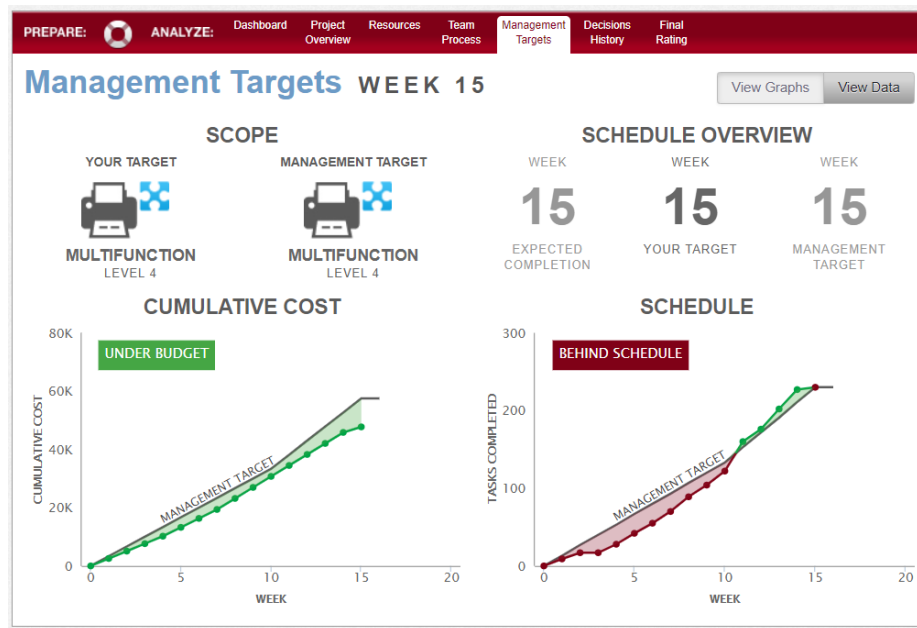 PREPARE:
ANALYZE:
Dashboard
Project
Overview
Resources
Team
Process
Management
Targets
Decisions
History
Final
Rating
Management Targets WEEK 15
View Graphs View Data
SCOPE
YOUR TARGET
MULTIFUNCTION
LEVEL 4
MANAGEMENT TARGET
MULTIFUNCTION
LEVEL 4
SCHEDULE OVERVIEW
WEEK
15
EXPECTED
COMPLETION
WEEK
15
YOUR TARGET
WEEK
15
MANAGEMENT
TARGET
CUMULATIVE COST
UNDER BUDGET
CUMULATIVE COST
80K
60K
40K
20K
0
MANAGEMENT TARGET
0 5 10 15 20
WEEK
SCHEDULE
BEHIND SCHEDULE
TASKS COMPLETED
300
200
100
0
MANAGEMENT TARGET
0 5 10 15 20
WEEK